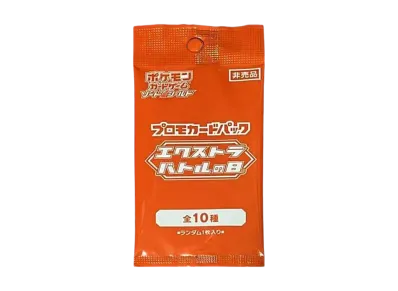 ポケモン
カードゲーム
ソード&シールド
非売品
プロモカードパック
エクストラ
バトルの日
全10種
※ランダム1枚入り※